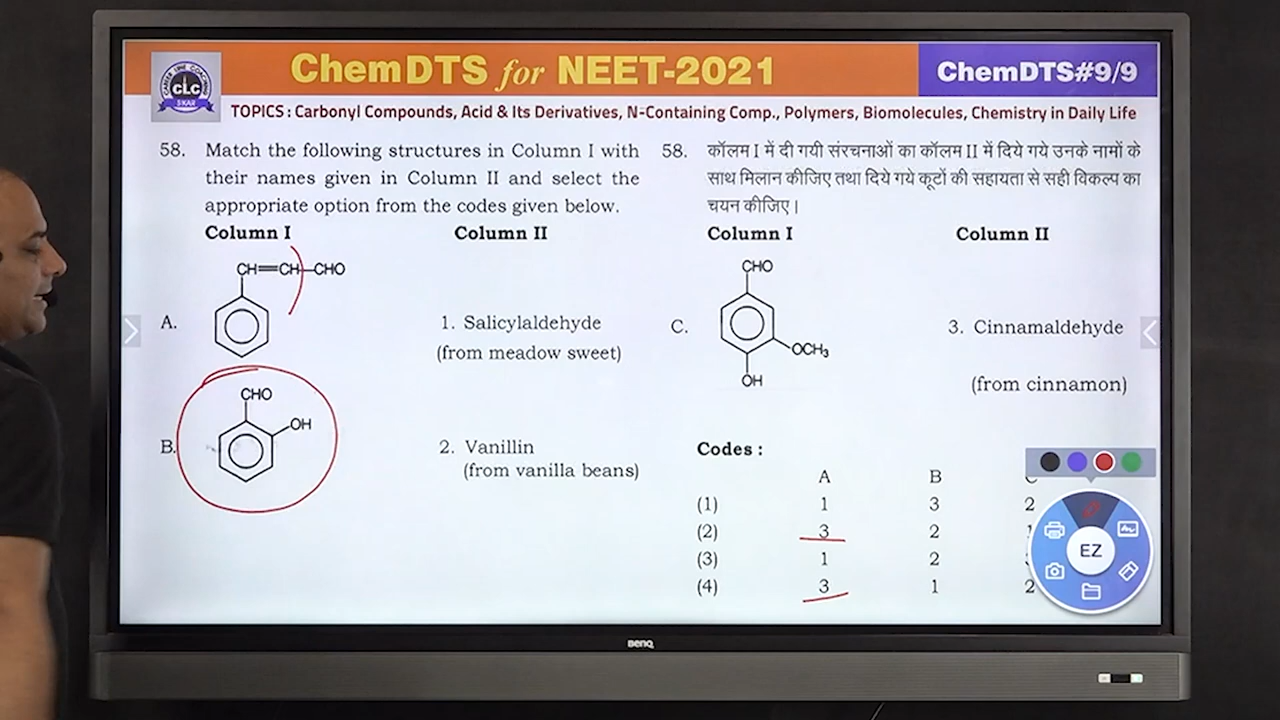 ChemDTS for NEET-2021
ChemDTS#9/9
CLC
SIKAR
TOPICS : Carbonyl Compounds, Acid & Its Derivatives, N-Containing Comp., Polymers, Biomolecules, Chemistry in Daily Life
58. Match the following structures in Column I with
their names given in Column II and select the
appropriate option from the codes given below.
Column I Column II
CH=CH-CHO
A. 1. Salicylaldehyde
(from meadow sweet)
CHO
OH
B. 2. Vanillin
(from vanilla beans)
58. कॉलम I में दी गयी संरचनाओं का कॉलम II में दिये गये उनके नामों के
साथ मिलान कीजिए तथा दिये गये कूटों की सहायता से सही विकल्प का
चयन कीजिए।
Column I Column II
CHO
C. 3. Cinnamaldehyde
OCH₃
OH
(from cinnamon)
Codes :
A B
(1) 1 3 2
(2) 3 2 1
(3) 1 2
(4) 3 1 2
EZ
BenQ